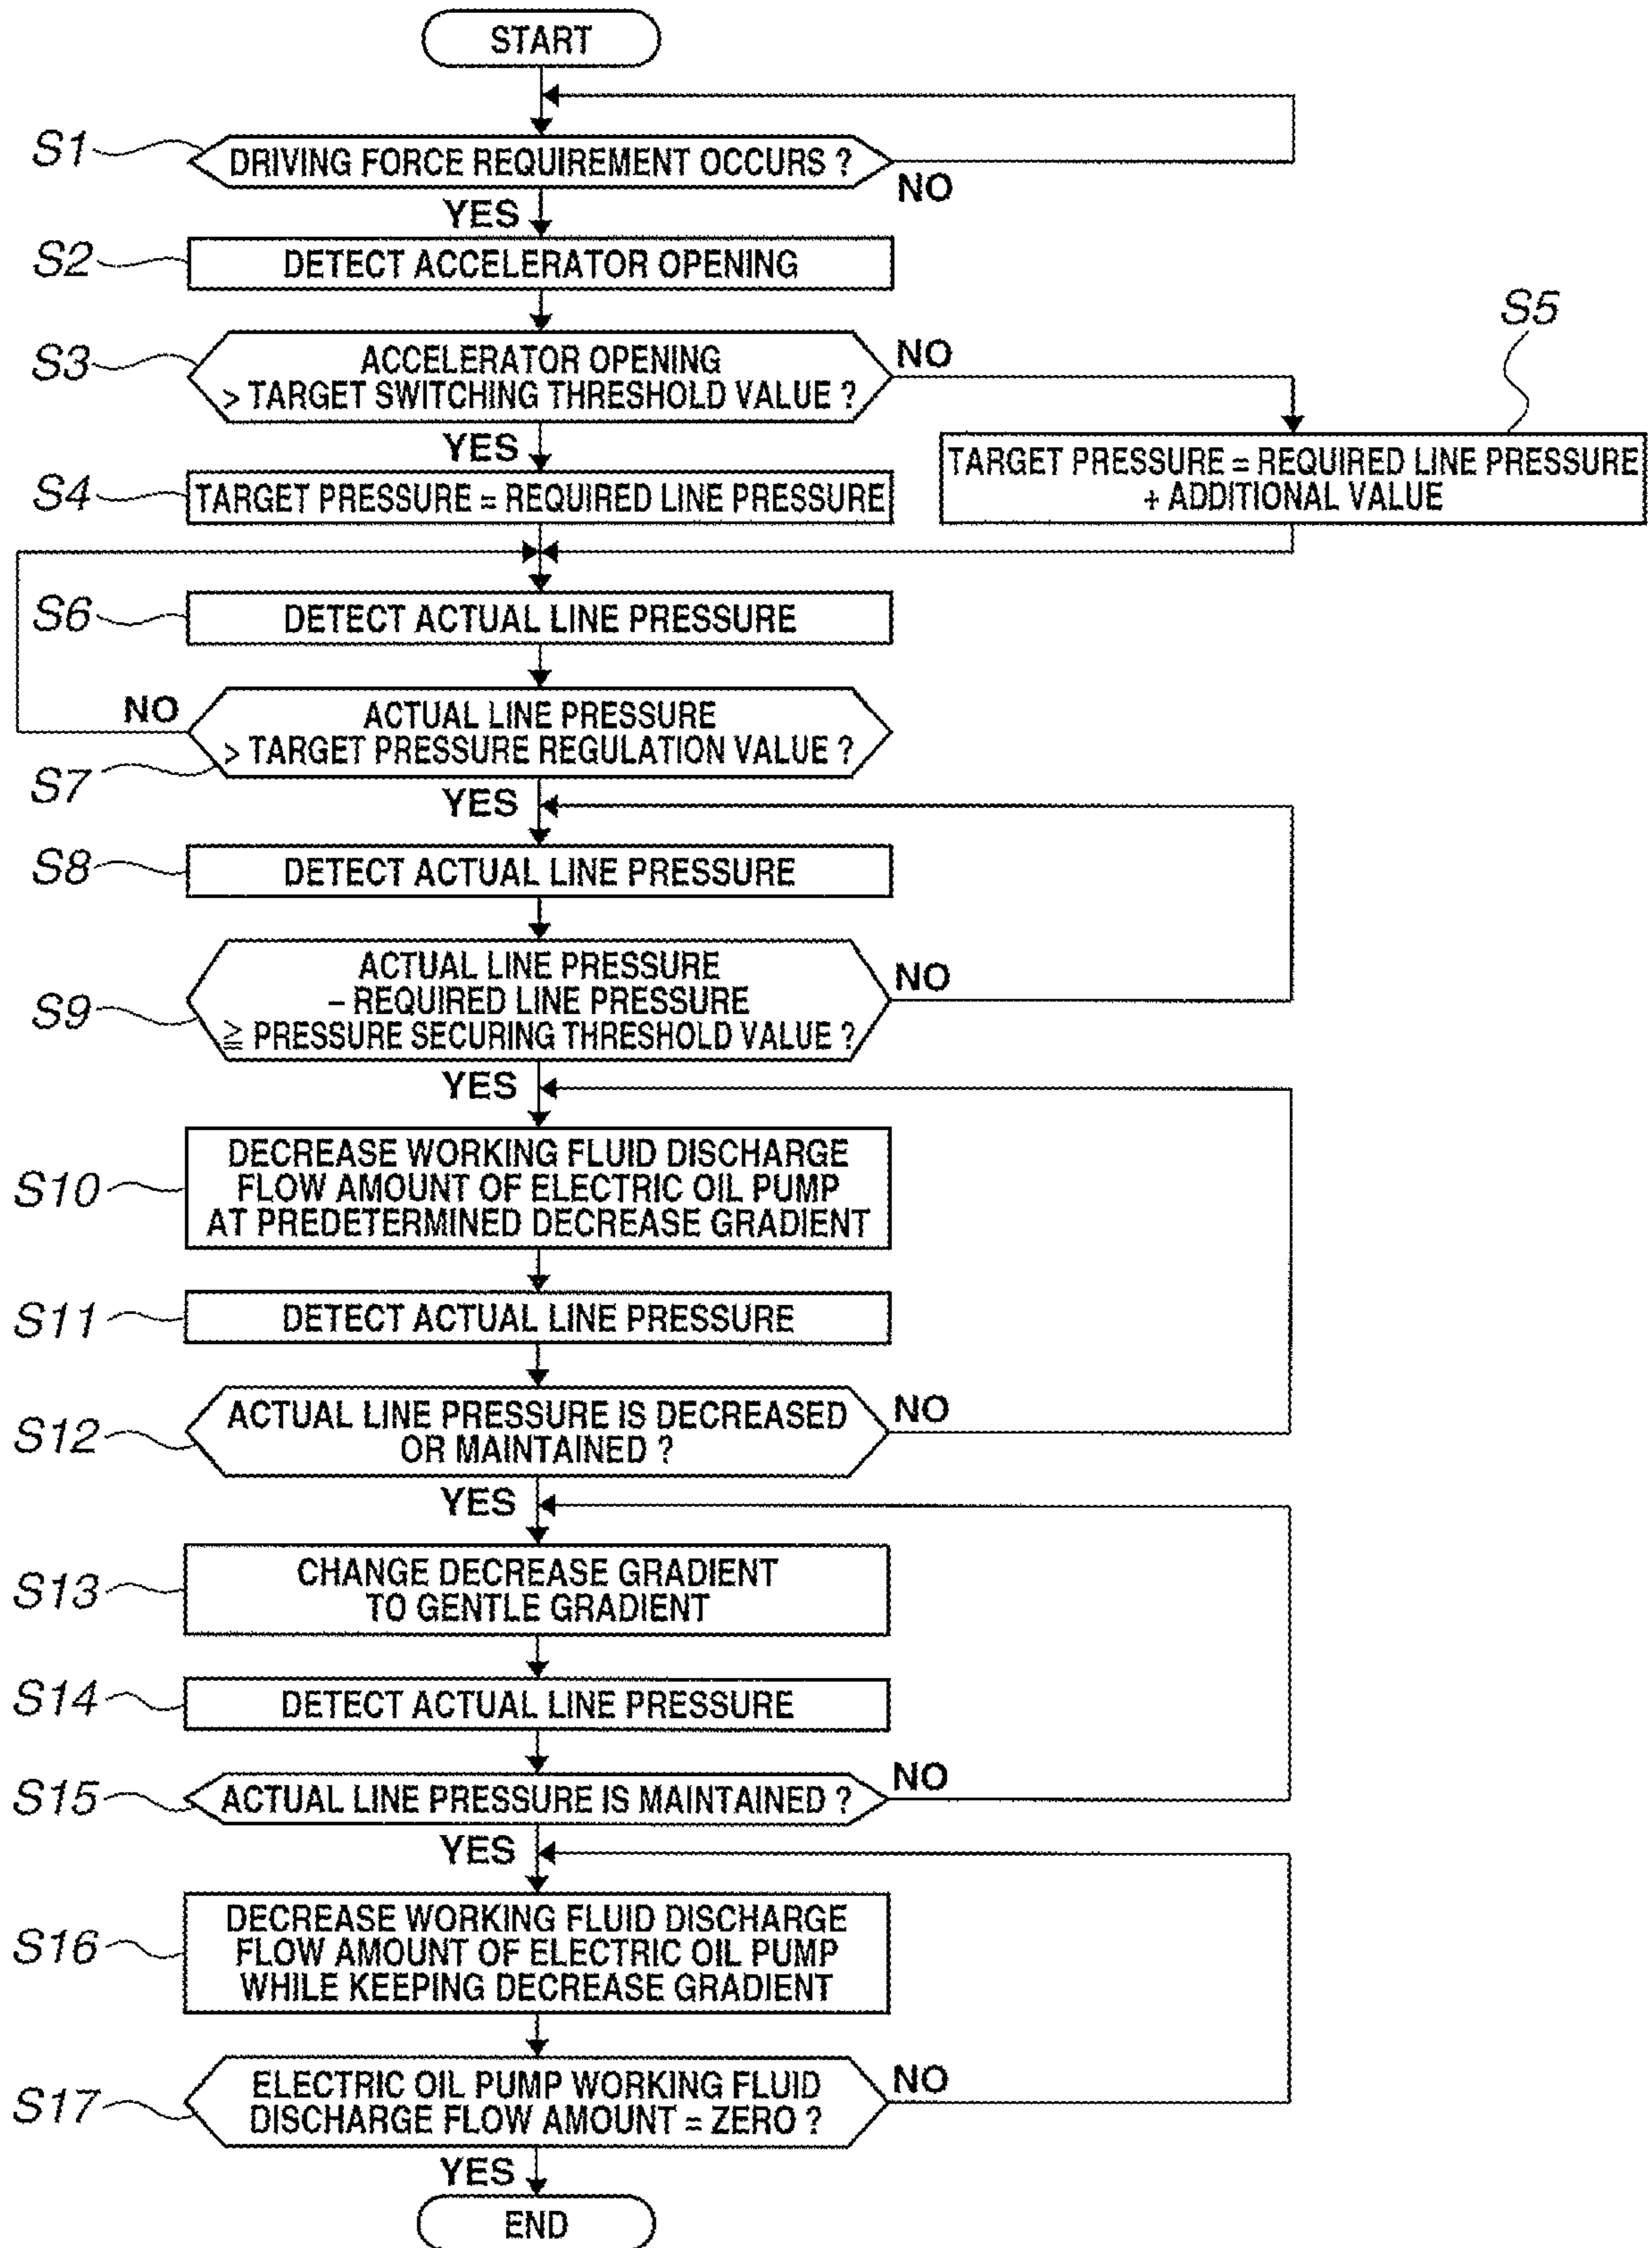 START
S1
DRIVING FORCE REQUIREMENT OCCURS ?
NO
YES
S2
DETECT ACCELERATOR OPENING
S3
ACCELERATOR OPENING
> TARGET SWITCHING THRESHOLD VALUE ?
NO
S5
YES
S4
TARGET PRESSURE = REQUIRED LINE PRESSURE
TARGET PRESSURE = REQUIRED LINE PRESSURE
+ ADDITIONAL VALUE
S6
DETECT ACTUAL LINE PRESSURE
NO
ACTUAL LINE PRESSURE
> TARGET PRESSURE REGULATION VALUE ?
S7
YES
S8
DETECT ACTUAL LINE PRESSURE
S9
ACTUAL LINE PRESSURE
– REQUIRED LINE PRESSURE
≧ PRESSURE SECURING THRESHOLD VALUE ?
NO
YES
S10
DECREASE WORKING FLUID DISCHARGE
FLOW AMOUNT OF ELECTRIC OIL PUMP
AT PREDETERMINED DECREASE GRADIENT
S11
DETECT ACTUAL LINE PRESSURE
S12
ACTUAL LINE PRESSURE IS DECREASED
OR MAINTAINED ?
NO
YES
S13
CHANGE DECREASE GRADIENT
TO GENTLE GRADIENT
S14
DETECT ACTUAL LINE PRESSURE
S15
ACTUAL LINE PRESSURE IS MAINTAINED ?
NO
YES
S16
DECREASE WORKING FLUID DISCHARGE
FLOW AMOUNT OF ELECTRIC OIL PUMP
WHILE KEEPING DECREASE GRADIENT
S17
ELECTRIC OIL PUMP WORKING FLUID
DISCHARGE FLOW AMOUNT = ZERO ?
NO
YES
END